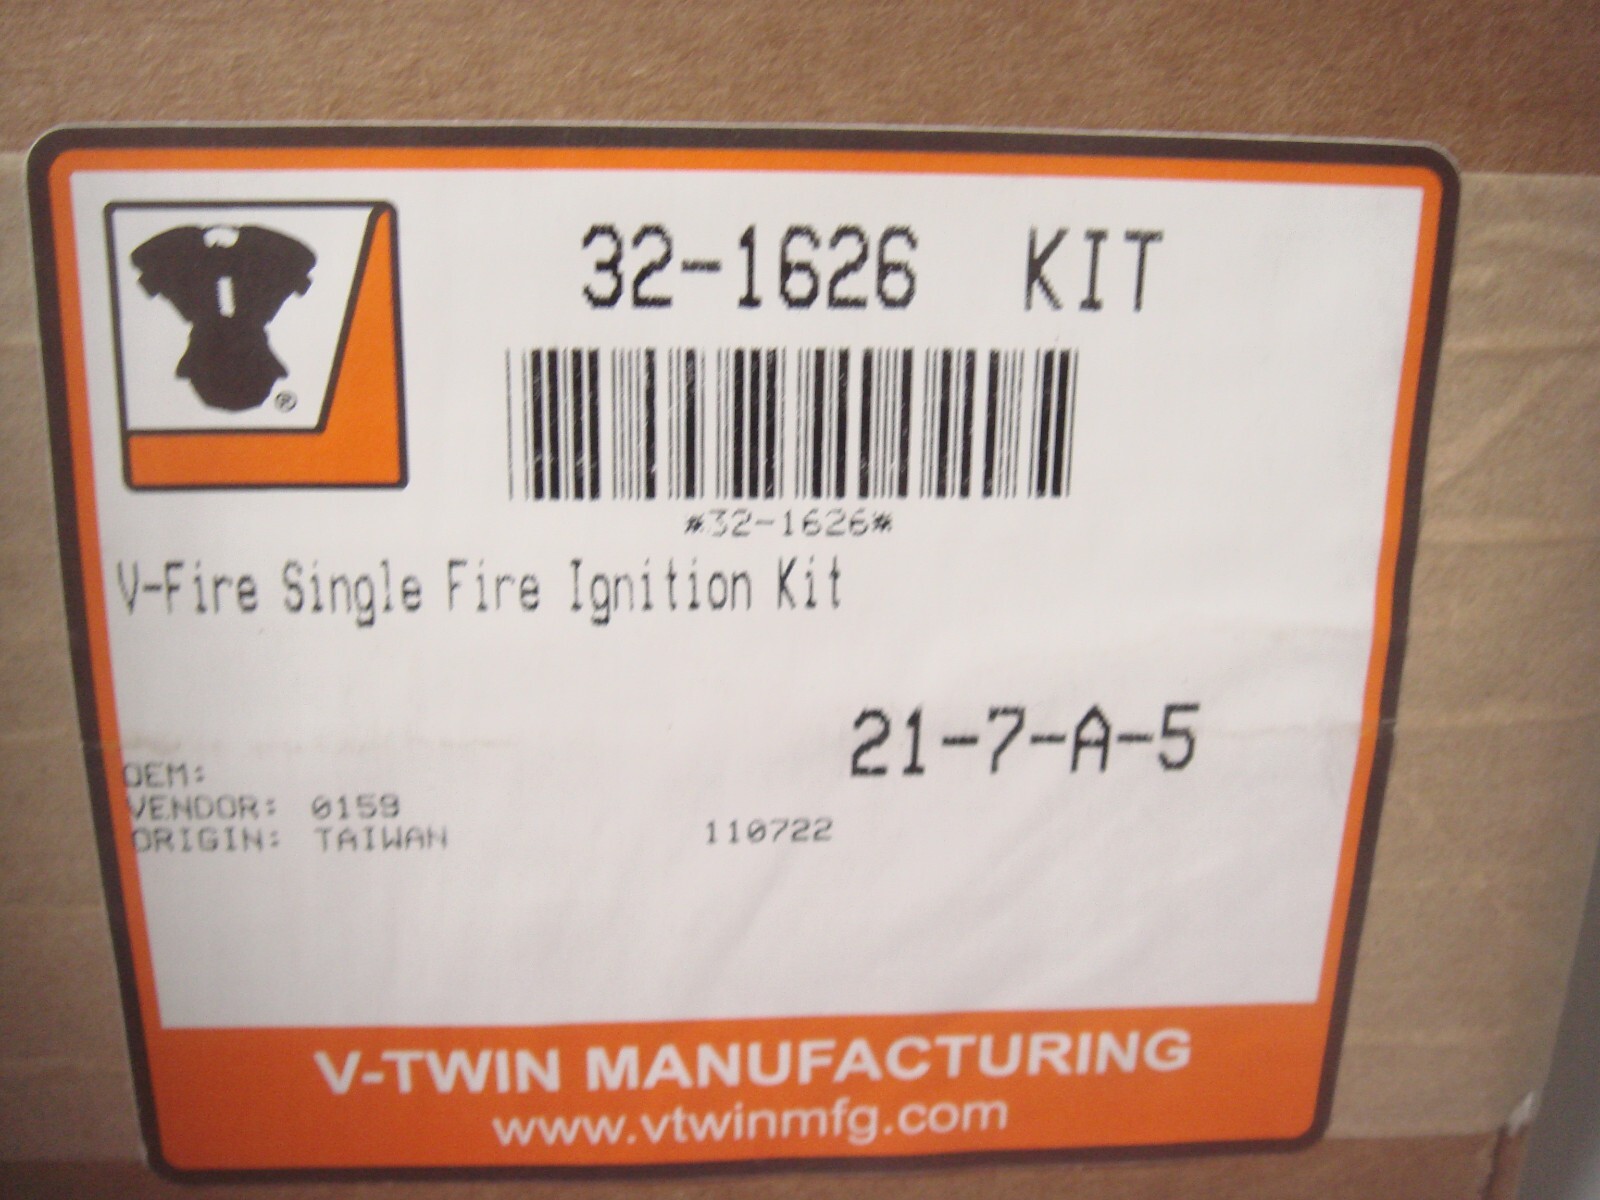 32-1626 KIT
®
*32-1626*
V-Fire Single Fire Ignition Kit
21-7-A-5
OEM:
VENDOR: 0159
ORIGIN: TAIWAN 110722
V-TWIN MANUFACTURING
www.vtwinmfg.com